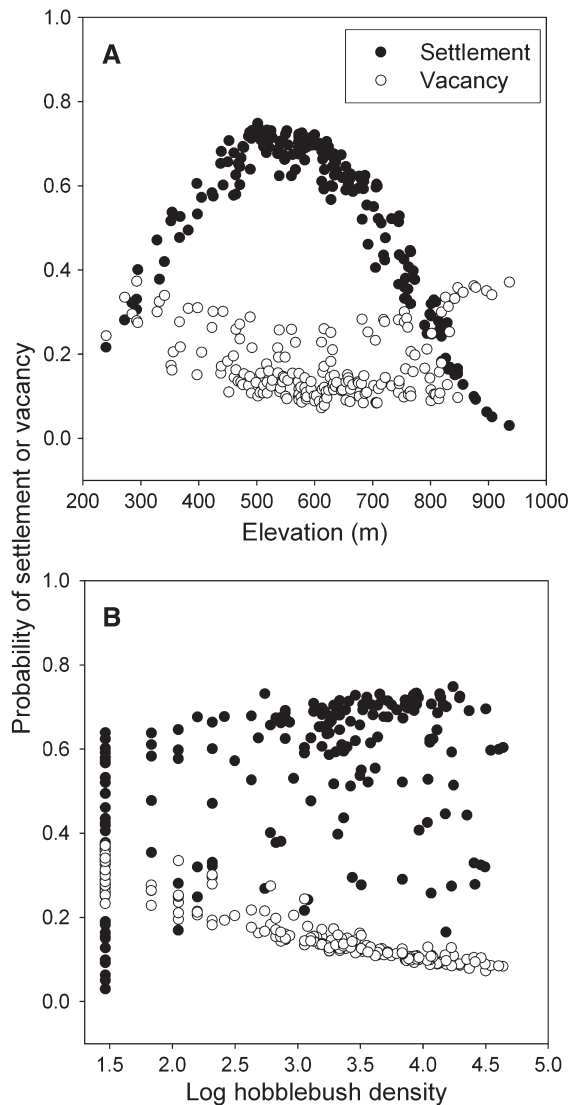 A
Settlement
Vacancy
1.0
0.8
0.6
0.4
0.2
0.0
200 300 400 500 600 700 800 900 1000
Elevation (m)
Probability of settlement or vacancy
B
1.0
0.8
0.6
0.4
0.2
0.0
1.5 2.0 2.5 3.0 3.5 4.0 4.5 5.0
Log hobblebush density